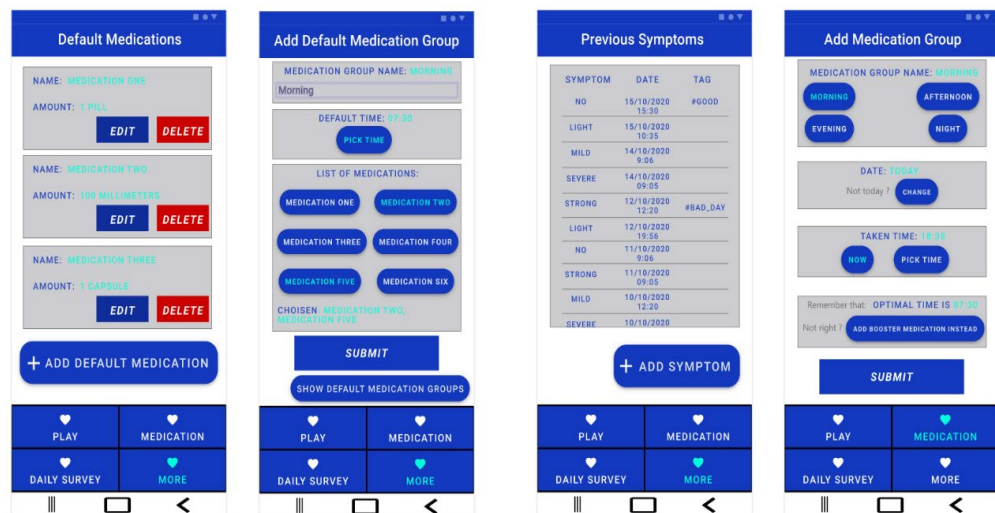 Default Medications
NAME: MEDICATION ONE
AMOUNT: 1 PILL
EDIT DELETE
NAME: MEDICATION TWO
AMOUNT: 100 MILLIMETERS
EDIT DELETE
NAME: MEDICATION THREE
AMOUNT: 1 CAPSULE
EDIT DELETE
+ ADD DEFAULT MEDICATION
PLAY MEDICATION
DAILY SURVEY MORE
Add Default Medication Group
MEDICATION GROUP NAME: MORNING
Morning
DEFAULT TIME: 07:30
PICK TIME
LIST OF MEDICATIONS:
MEDICATION ONE MEDICATION TWO
MEDICATION THREE MEDICATION FOUR
MEDICATION FIVE MEDICATION SIX
CHOISEN MEDICATION TWO,
MEDICATION FIVE
SUBMIT
SHOW DEFAULT MEDICATION GROUPS
PLAY MEDICATION
DAILY SURVEY MORE
Previous Symptoms
SYMPTOM DATE TAG
NO 15/10/2020 #GOOD
15:30
LIGHT 15/10/2020
10:35
MILD 14/10/2020
9:06
SEVERE 14/10/2020
09:05
STRONG 12/10/2020 #BAD_DAY
12:20
LIGHT 12/10/2020
19:56
NO 11/10/2020
9:06
STRONG 11/10/2020
09:05
MILD 10/10/2020
12:20
SEVERE 10/10/2020
+ ADD SYMPTOM
PLAY MEDICATION
DAILY SURVEY MORE
Add Medication Group
MEDICATION GROUP NAME: MORNING
MORNING AFTERNOON
EVENING NIGHT
DATE: TODAY
Not today ? CHANGE
TAKEN TIME: 18:35
NOW PICK TIME
Remember that: OPTIMAL TIME IS 07:30
Not right ? ADD BOOSTER MEDICATION INSTEAD
SUBMIT
PLAY MEDICATION
DAILY SURVEY MORE